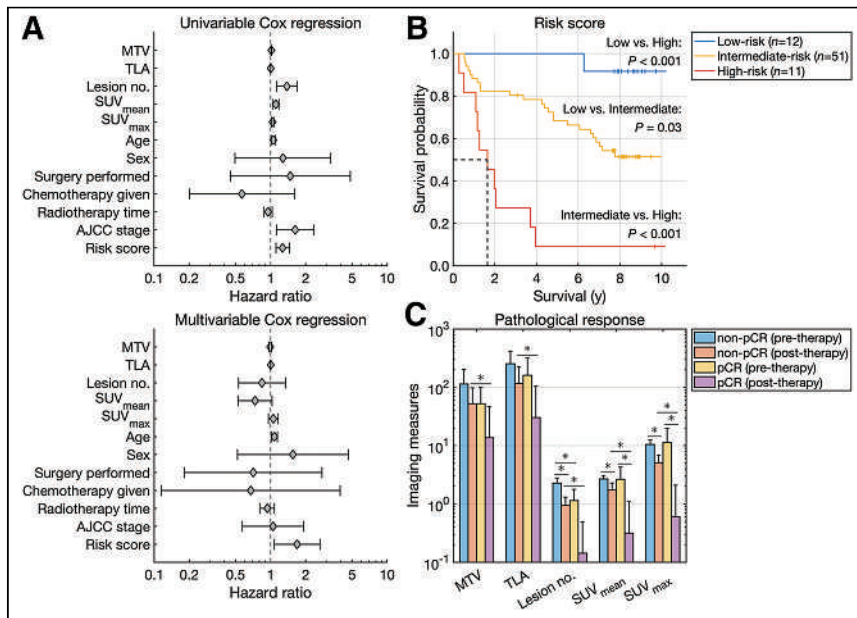 A
Univariable Cox regression
MTV
TLA
Lesion no.
SUVmean
SUVmax
Age
Sex
Surgery performed
Chemotherapy given
Radiotherapy time
AJCC stage
Risk score
0.1 0.2 0.5 1 2 5 10
Hazard ratio
Multivariable Cox regression
MTV
TLA
Lesion no.
SUVmean
SUVmax
Age
Sex
Surgery performed
Chemotherapy given
Radiotherapy time
AJCC stage
Risk score
0.1 0.2 0.5 1 2 5 10
Hazard ratio
B
Risk score
Low-risk (n=12)
Intermediate-risk (n=51)
High-risk (n=11)
Low vs. High:
P < 0.001
Low vs. Intermediate:
P = 0.03
Intermediate vs. High:
P < 0.001
Survival probability
1.0
0.8
0.6
0.4
0.2
0.0
0 2 4 6 8 10
Survival (y)
C
Pathological response
non-pCR (pre-therapy)
non-pCR (post-therapy)
pCR (pre-therapy)
pCR (post-therapy)
Imaging measures
10³
10²
10¹
10⁰
10⁻¹
* * * * * * * * * * *
MTV TLA Lesion no. SUVmean SUVmax